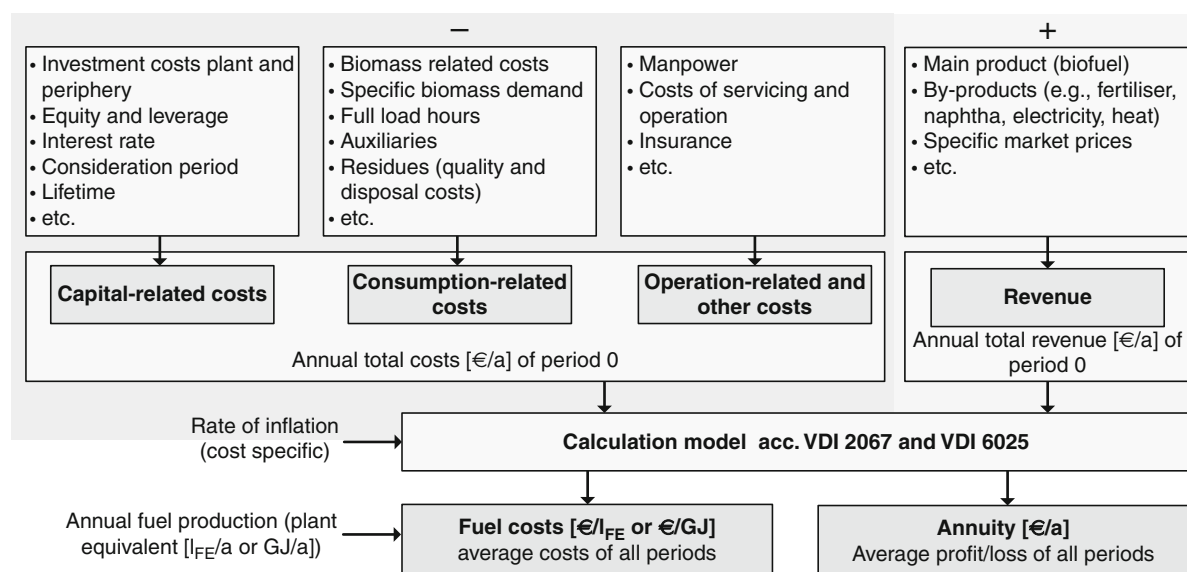 −
+
• Investment costs plant and
periphery
• Equity and leverage
• Interest rate
• Consideration period
• Lifetime
• etc.
• Biomass related costs
• Specific biomass demand
• Full load hours
• Auxiliaries
• Residues (quality and
disposal costs)
• etc.
• Manpower
• Costs of servicing and
operation
• Insurance
• etc.
• Main product (biofuel)
• By-products (e.g., fertiliser,
naphtha, electricity, heat)
• Specific market prices
• etc.
Capital-related costs
Consumption-related
costs
Operation-related and
other costs
Revenue
Annual total costs [€/a] of period 0
Annual total revenue [€/a] of
period 0
Rate of inflation
(cost specific)
Calculation model acc. VDI 2067 and VDI 6025
Annual fuel production (plant
equivalent [lFE/a or GJ/a])
Fuel costs [€/lFE or €/GJ]
average costs of all periods
Annuity [€/a]
Average profit/loss of all periods